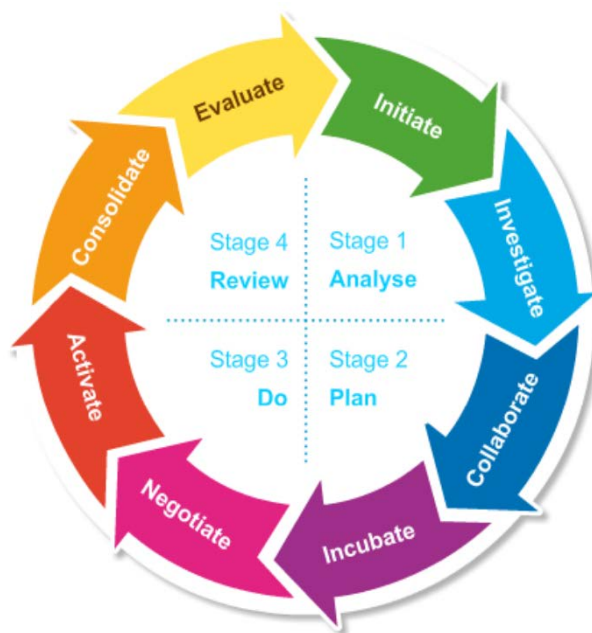 Evaluate
Initiate
Investigate
Collaborate
Incubate
Negotiate
Activate
Consolidate
Stage 4
Review
Stage 1
Analyse
Stage 3
Do
Stage 2
Plan